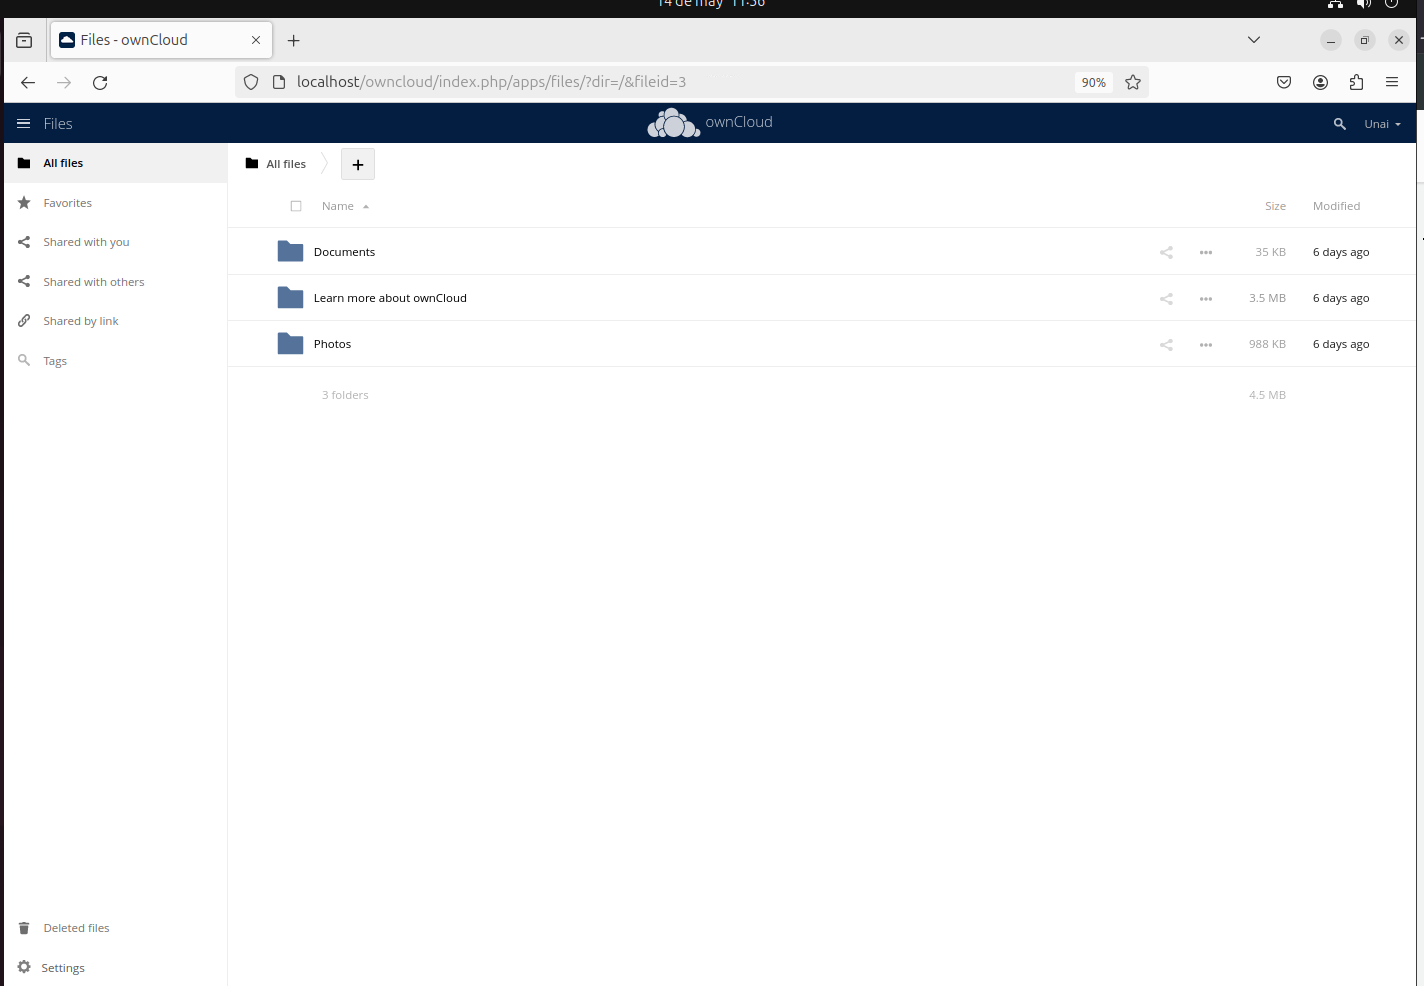 14 de may 11:56
Files - ownCloud
localhost/owncloud/index.php/apps/files/?dir=/&fileid=3
90%
Files
ownCloud
Unai
All files
Favorites
Shared with you
Shared with others
Shared by link
Tags
Deleted files
Settings
All files
+
Name Size Modified
Documents 35 KB 6 days ago
Learn more about ownCloud 3.5 MB 6 days ago
Photos 988 KB 6 days ago
3 folders 4.5 MB